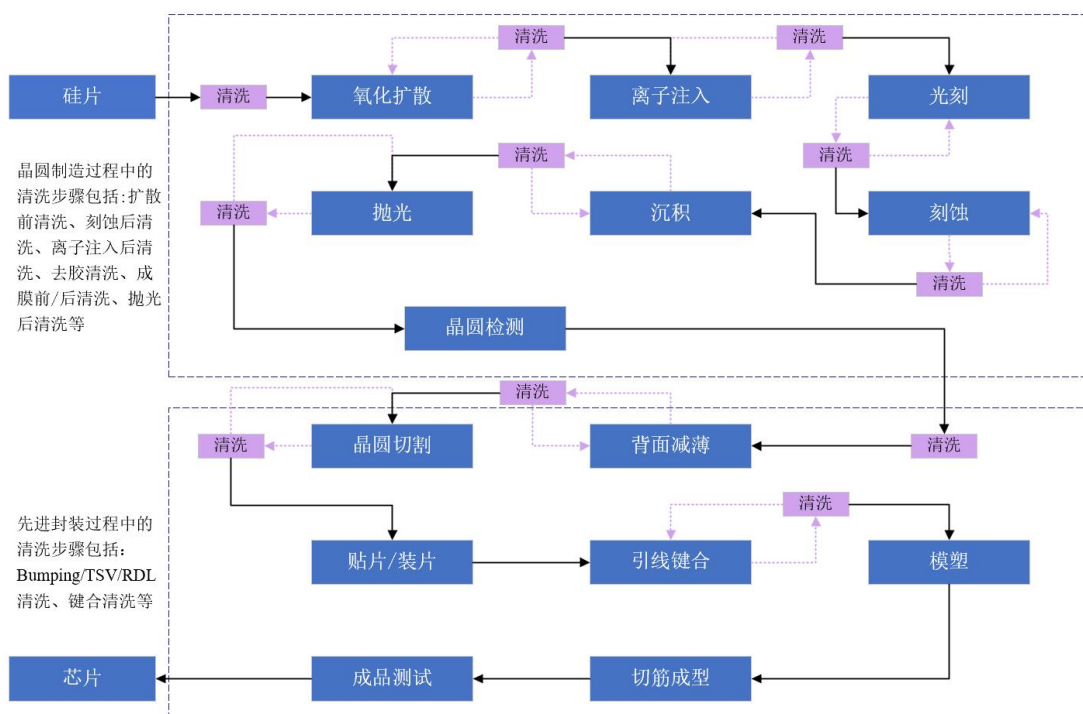 清洗
清洗
硅片
清洗
氧化扩散
离子注入
光刻
清洗
清洗
晶圆制造过程中的
清洗步骤包括:扩散
前清洗、刻蚀后清
洗、离子注入后清
洗、去胶清洗、成
膜前/后清洗、抛光
后清洗等
清洗
抛光
沉积
刻蚀
清洗
晶圆检测
清洗
清洗
晶圆切割
背面减薄
清洗
清洗
先进封装过程中的
清洗步骤包括：
Bumping/TSV/RDL
清洗、键合清洗等
贴片/装片
引线键合
模塑
芯片
成品测试
切筋成型